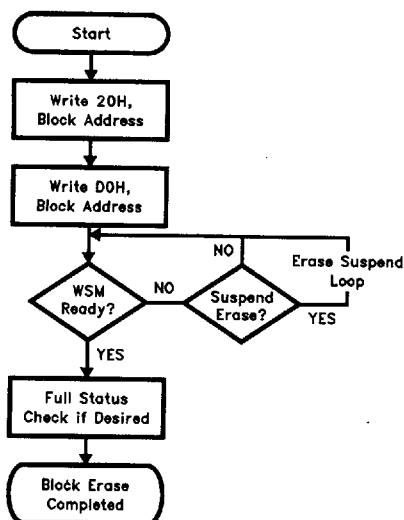 Start
Write 20H,
Block Address
Write D0H,
Block Address
NO
Erase Suspend
Loop
WSM
Ready?
NO
Suspend
Erase?
YES
YES
Full Status
Check if Desired
Block Erase
Completed